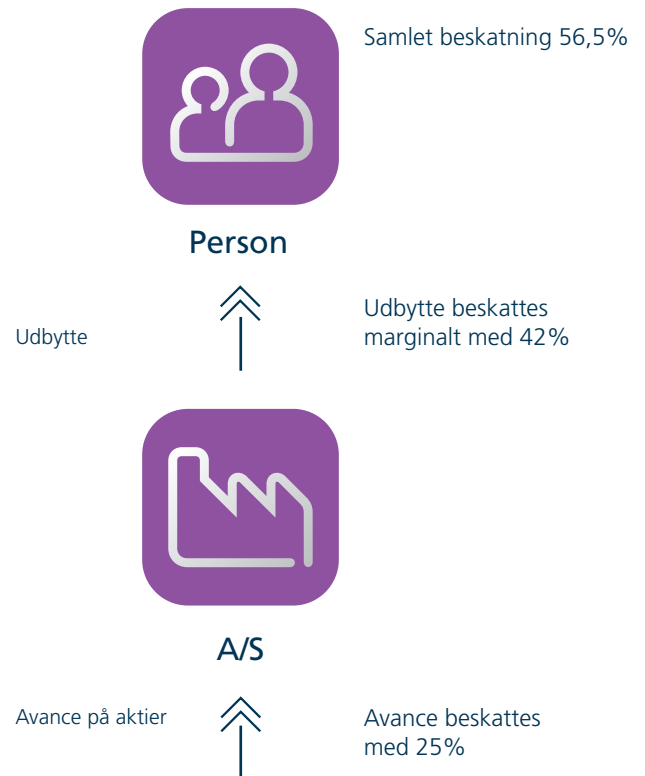 Samlet beskatning 56,5%
Person
Udbytte
Udbytte beskattes
marginalt med 42%
A/S
Avance på aktier
Avance beskattes
med 25%